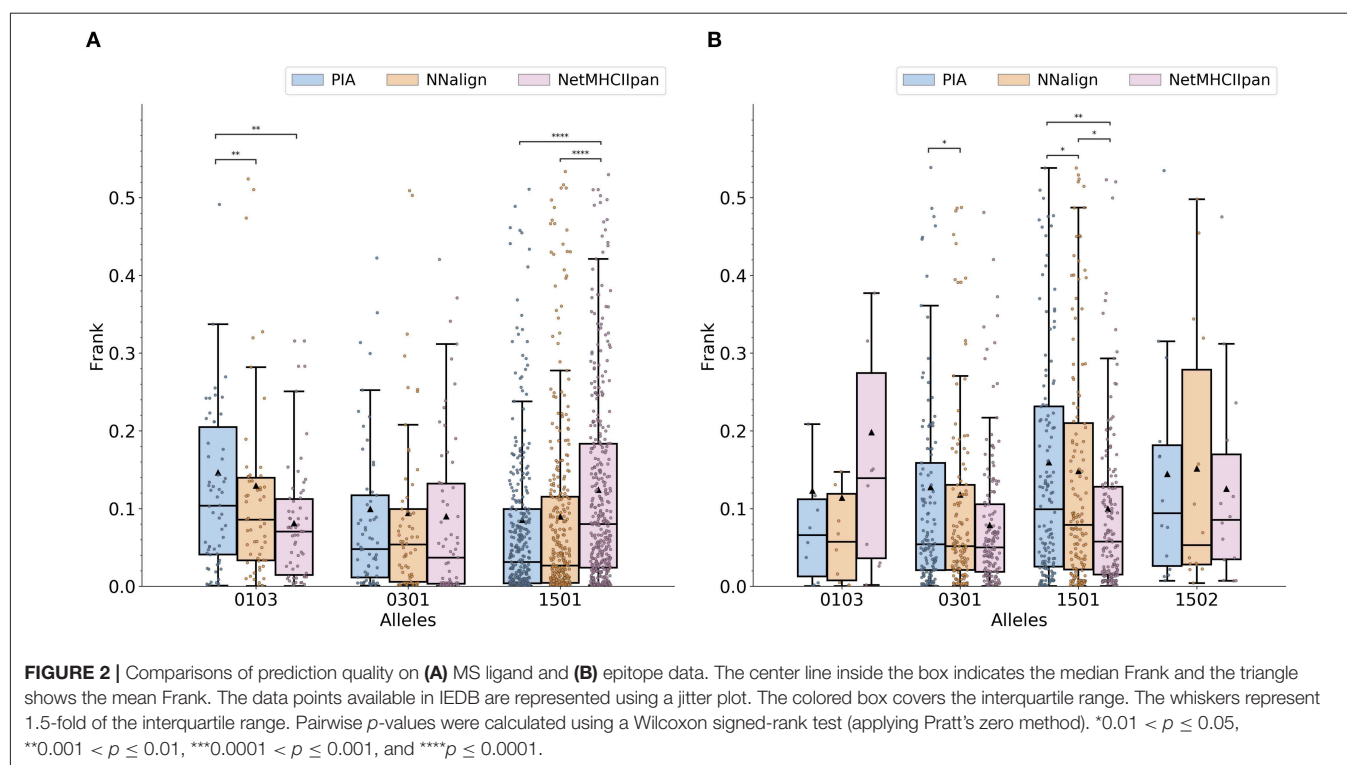 A
B
PIA NNalign NetMHCIIpan
PIA NNalign NetMHCIIpan
** **
**** ****
*
** * *
Frank
0.5
0.4
0.3
0.2
0.1
0.0
0103 0301 1501
Alleles
Frank
0.5
0.4
0.3
0.2
0.1
0.0
0103 0301 1501 1502
Alleles
FIGURE 2 | Comparisons of prediction quality on (A) MS ligand and (B) epitope data. The center line inside the box indicates the median Frank and the triangle
shows the mean Frank. The data points available in IEDB are represented using a jitter plot. The colored box covers the interquartile range. The whiskers represent
1.5-fold of the interquartile range. Pairwise p-values were calculated using a Wilcoxon signed-rank test (applying Pratt's zero method). *0.01 < p ≤ 0.05,
**0.001 < p ≤ 0.01, ***0.0001 < p ≤ 0.001, and ****p ≤ 0.0001.